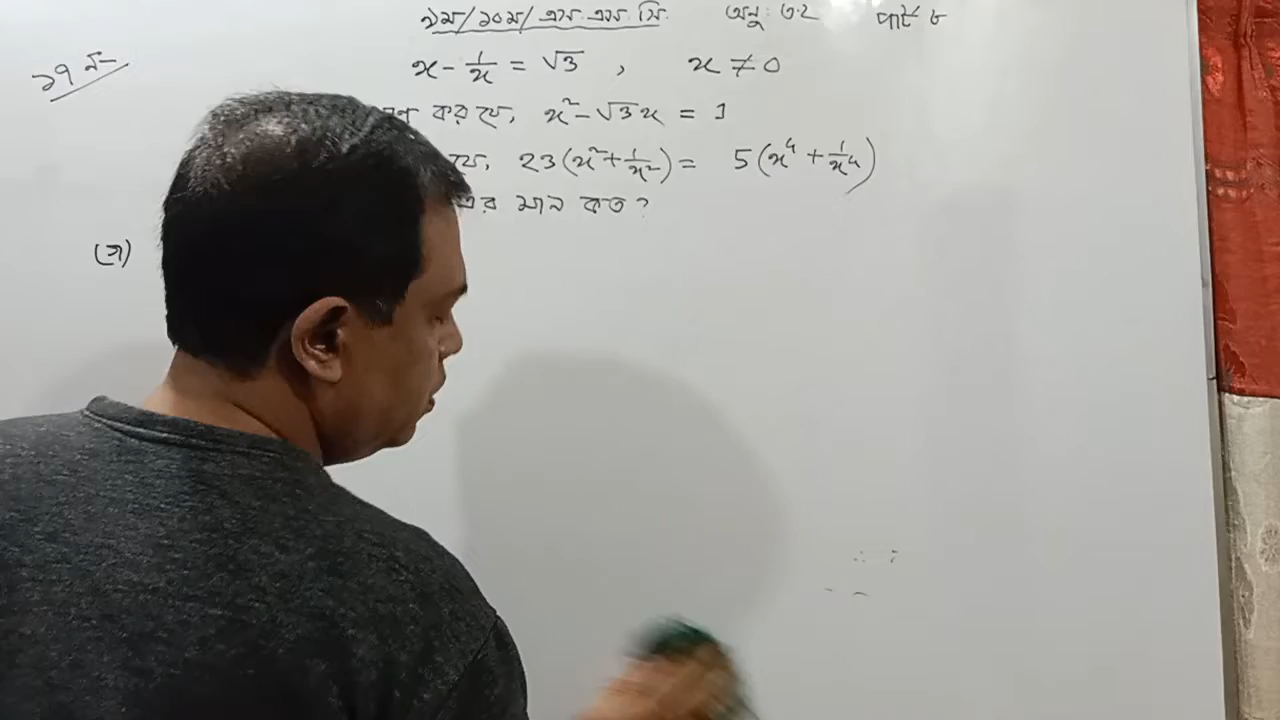 ৯ম/১০ম/এস.এস.সি. অনু: ৩.২ পার্ট ৮
১৭ নং
x - 1/x = √3 , x ≠ 0
করযে, x² - √3x = 1
যে, 23(x² + 1/x²) = 5(x⁴ + 1/x⁴)
এর মান কত?
(গ)